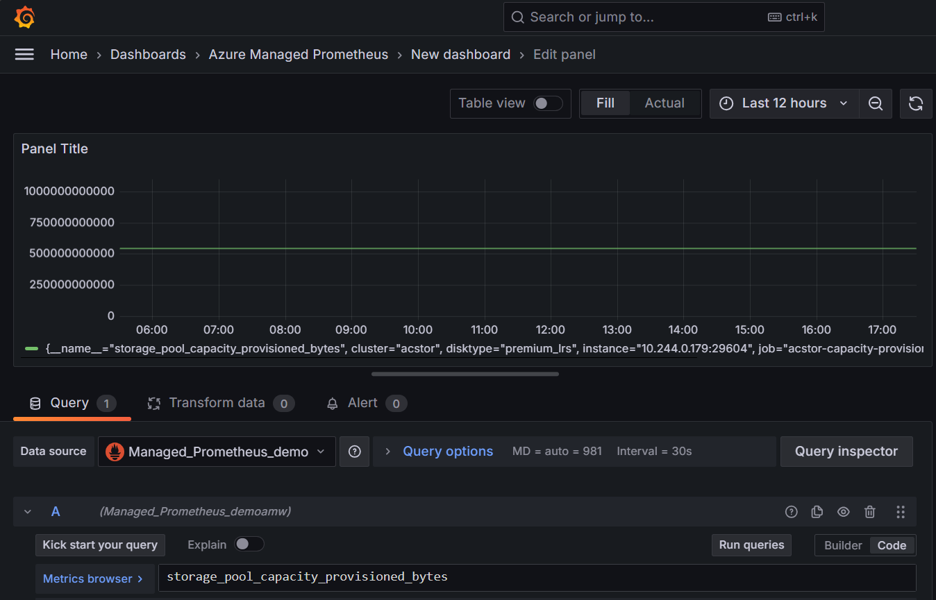 Search or jump to...
ctrl+k
Home › Dashboards › Azure Managed Prometheus › New dashboard › Edit panel
Table view
Fill
Actual
Last 12 hours
Panel Title
1000000000000
750000000000
500000000000
250000000000
0
06:00 07:00 08:00 09:00 10:00 11:00 12:00 13:00 14:00 15:00 16:00 17:00
{__name__="storage_pool_capacity_provisioned_bytes", cluster="acstor", disktype="premium_lrs", instance="10.244.0.179:29604", job="acstor-capacity-provision
Query 1
Transform data 0
Alert 0
Data source
Managed_Prometheus_demo
Query options
MD = auto = 981
Interval = 30s
Query inspector
A
(Managed_Prometheus_demoamw)
Kick start your query
Explain
Run queries
Builder
Code
Metrics browser ›
storage_pool_capacity_provisioned_bytes